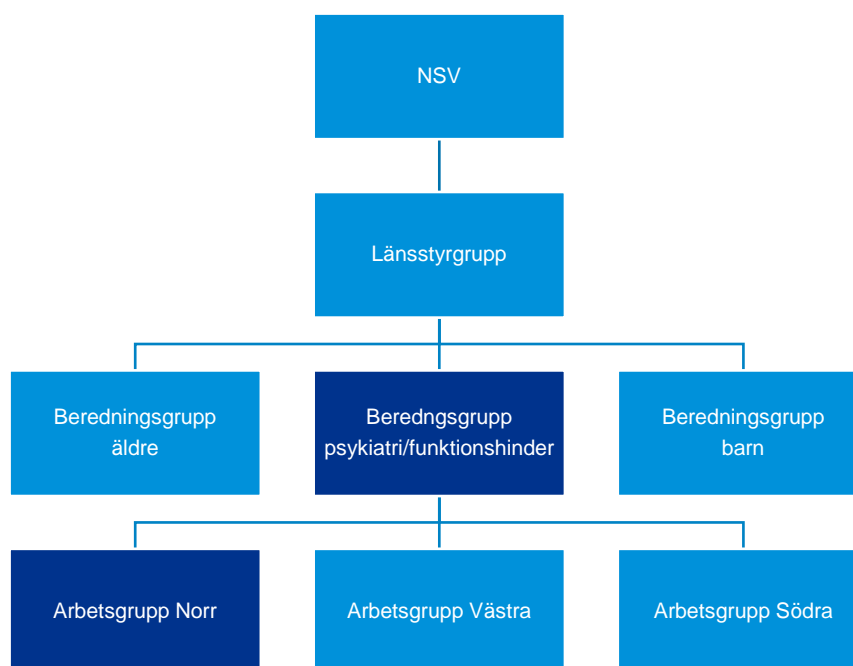 NSV
Länsstyrgrupp
Beredningsgrupp
äldre
Beredngsgrupp
psykiatri/funktionshinder
Beredningsgrupp
barn
Arbetsgrupp Norr
Arbetsgrupp Västra
Arbetsgrupp Södra